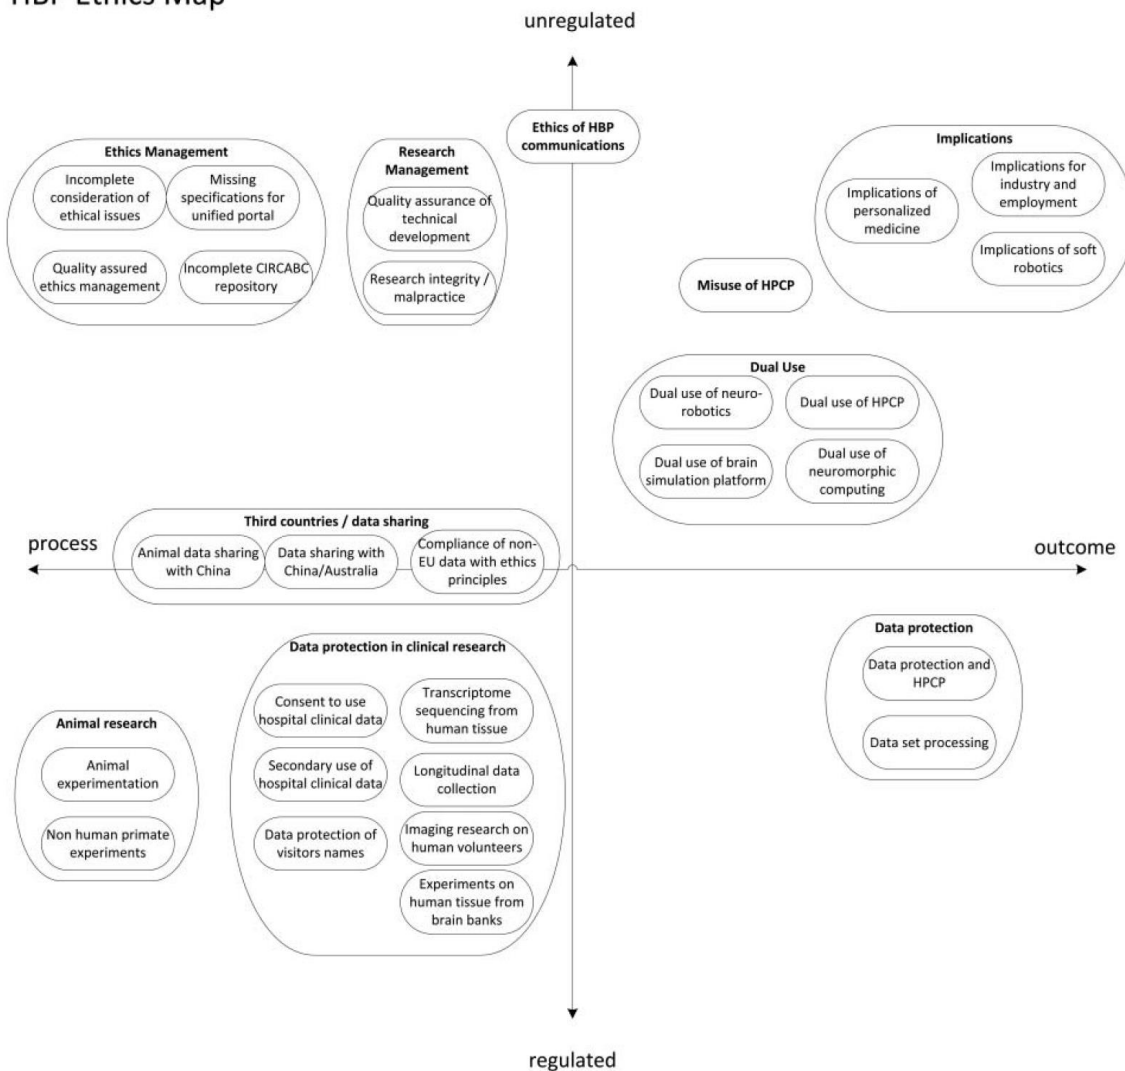 HBP Ethics Map
unregulated
Ethics of HBP
communications
Ethics Management
Incomplete
consideration of
ethical issues
Missing
specifications for
unified portal
Quality assured
ethics management
Incomplete CIRCABC
repository
Research
Management
Quality assurance of
technical
development
Research integrity /
malpractice
Implications
Implications of
personalized
medicine
Implications for
industry and
employment
Implications of soft
robotics
Misuse of HPCP
Dual Use
Dual use of neuro-
robotics
Dual use of HPCP
Dual use of brain
simulation platform
Dual use of
neuromorphic
computing
process
Third countries / data sharing
Animal data sharing
with China
Data sharing with
China/Australia
Compliance of non-
EU data with ethics
principles
outcome
Data protection in clinical research
Consent to use
hospital clinical data
Transcriptome
sequencing from
human tissue
Secondary use of
hospital clinical data
Longitudinal data
collection
Data protection of
visitors names
Imaging research on
human volunteers
Experiments on
human tissue from
brain banks
Animal research
Animal
experimentation
Non human primate
experiments
Data protection
Data protection and
HPCP
Data set processing
regulated